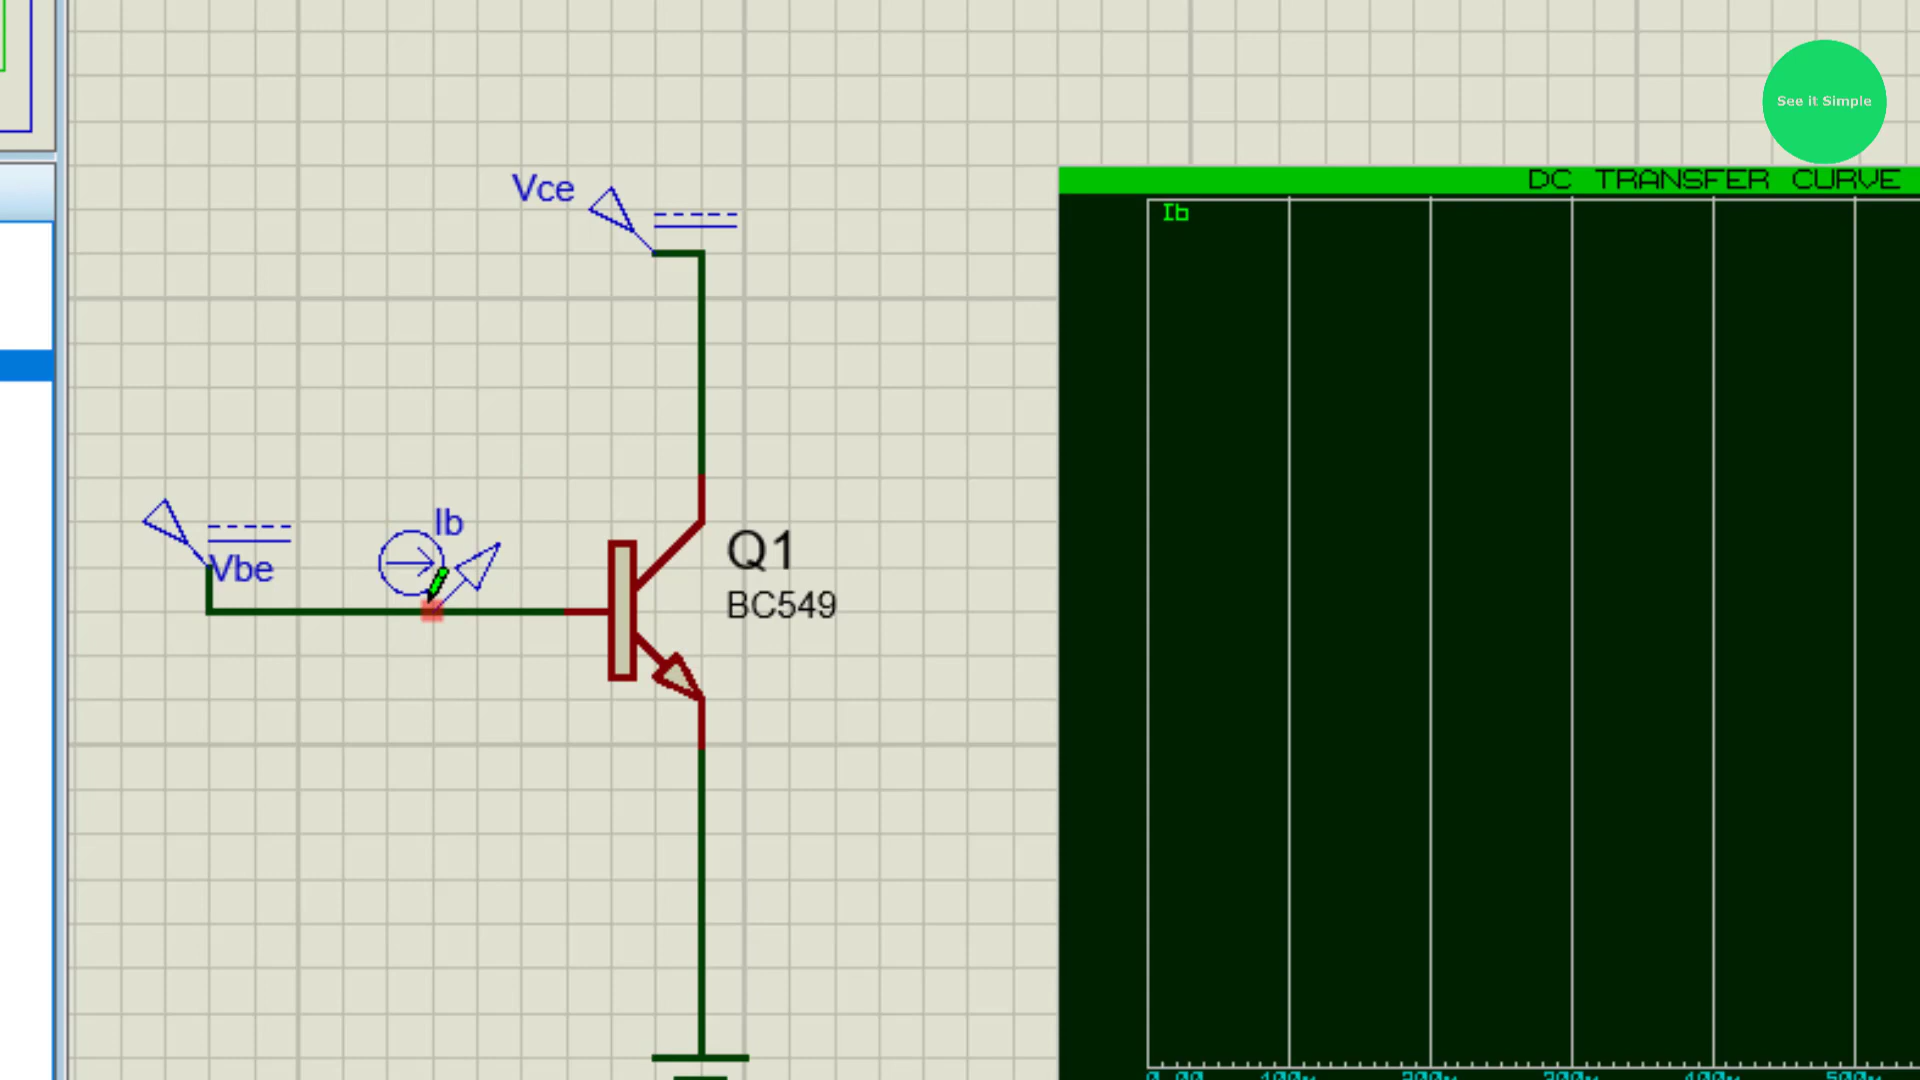 See it Simple
Vce
DC TRANSFER CURVE
Ib
Ib
Vbe
Q1
BC549